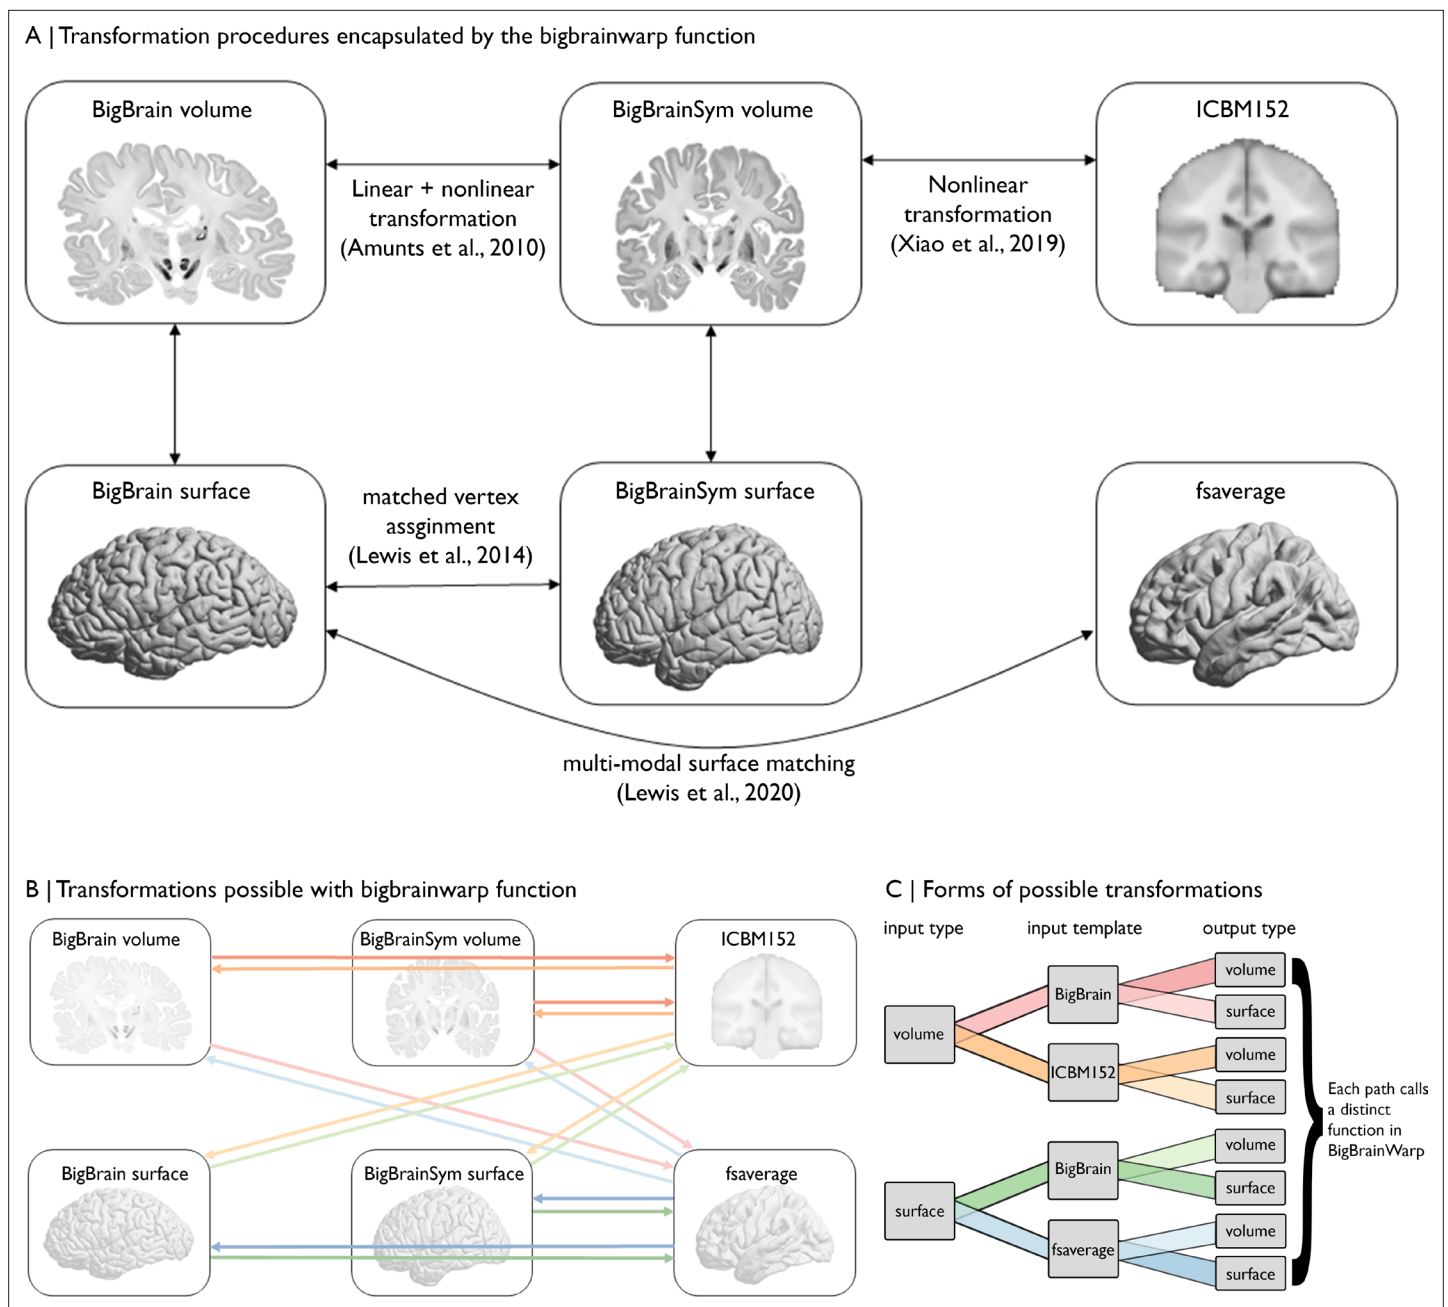 A | Transformation procedures encapsulated by the bigbrainwarp function
BigBrain volume
BigBrainSym volume
ICBM152
Linear + nonlinear
transformation
(Amunts et al., 2010)
Nonlinear
transformation
(Xiao et al., 2019)
BigBrain surface
matched vertex
assginment
(Lewis et al., 2014)
BigBrainSym surface
fsaverage
multi-modal surface matching
(Lewis et al., 2020)
B | Transformations possible with bigbrainwarp function
BigBrain volume
BigBrainSym volume
ICBM152
BigBrain surface
BigBrainSym surface
fsaverage
C | Forms of possible transformations
input type
input template
output type
volume
BigBrain
volume
surface
ICBM152
volume
surface
surface
BigBrain
volume
surface
fsaverage
volume
surface
Each path calls
a distinct
function in
BigBrainWarp